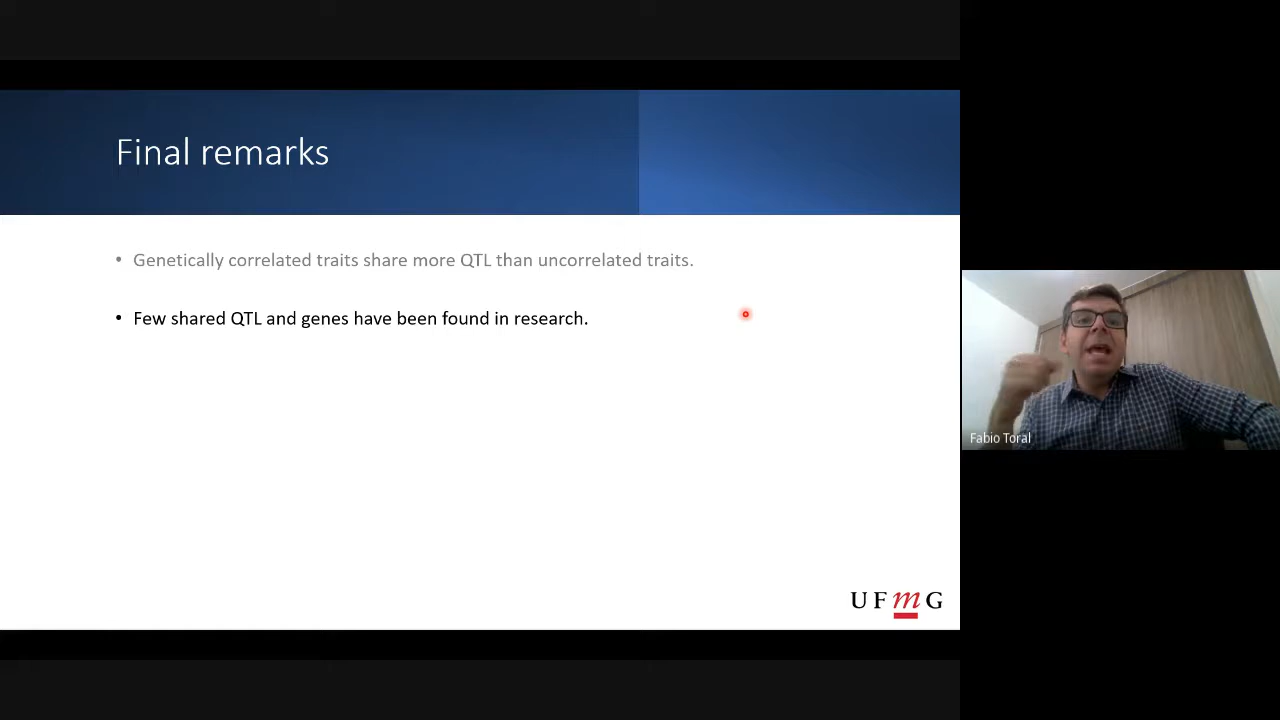 Final remarks
• Genetically correlated traits share more QTL than uncorrelated traits.
• Few shared QTL and genes have been found in research.
Fabio Toral
UFmG